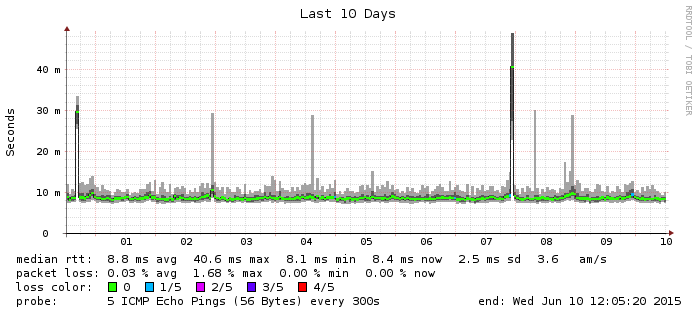 Last 10 Days
RRDTOOL / TOBI OETIKER
Seconds
40 m
30 m
20 m
10 m
0
01 02 03 04 05 06 07 08 09 10
median rtt: 8.8 ms avg 40.6 ms max 8.1 ms min 8.4 ms now 2.5 ms sd 3.6 am/s
packet loss: 0.03 % avg 1.68 % max 0.00 % min 0.00 % now
loss color: 0 1/5 2/5 3/5 4/5
probe: 5 ICMP Echo Pings (56 Bytes) every 300s end: Wed Jun 10 12:05:20 2015